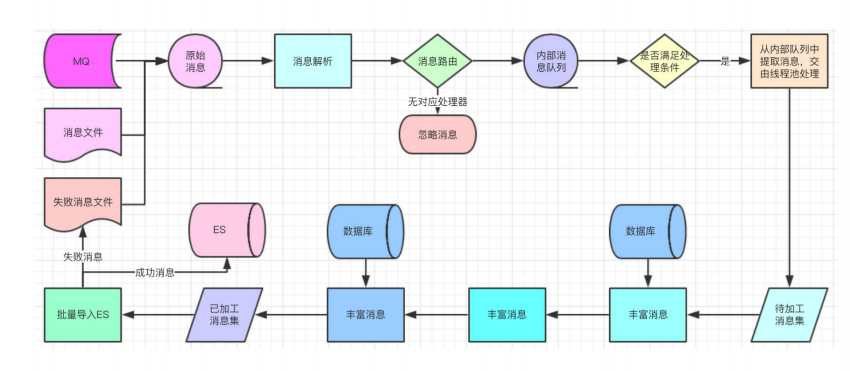 MQ
原始
消息
消息解析
消息路由
内部消
息队列
是否满足处
理条件
是
从内部队列中
提取消息，交
由线程池处理
无对应处理器
忽略消息
消息文件
失败消息文件
ES
数据库
数据库
失败消息
成功消息
批量导入ES
已加工
消息集
丰富消息
丰富消息
丰富消息
待加工
消息集